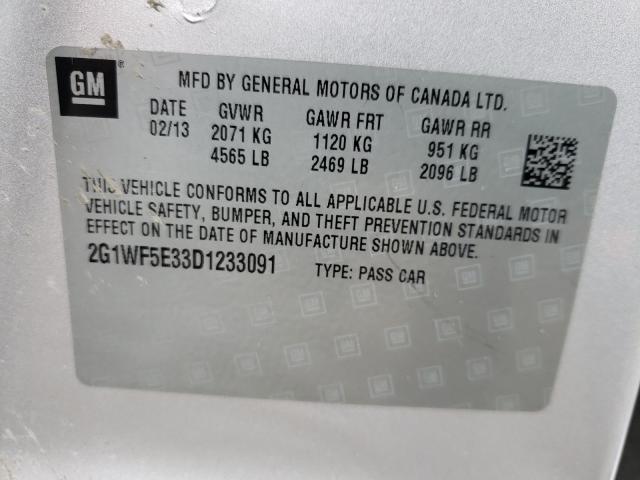 GM
MFD BY GENERAL MOTORS OF CANADA LTD.
DATE GVWR GAWR FRT GAWR RR
02/13 2071 KG 1120 KG 951 KG
4565 LB 2469 LB 2096 LB
THIS VEHICLE CONFORMS TO ALL APPLICABLE U.S. FEDERAL MOTOR
VEHICLE SAFETY, BUMPER, AND THEFT PREVENTION STANDARDS IN
EFFECT ON THE DATE OF MANUFACTURE SHOWN ABOVE.
2G1WF5E33D1233091 TYPE: PASS CAR